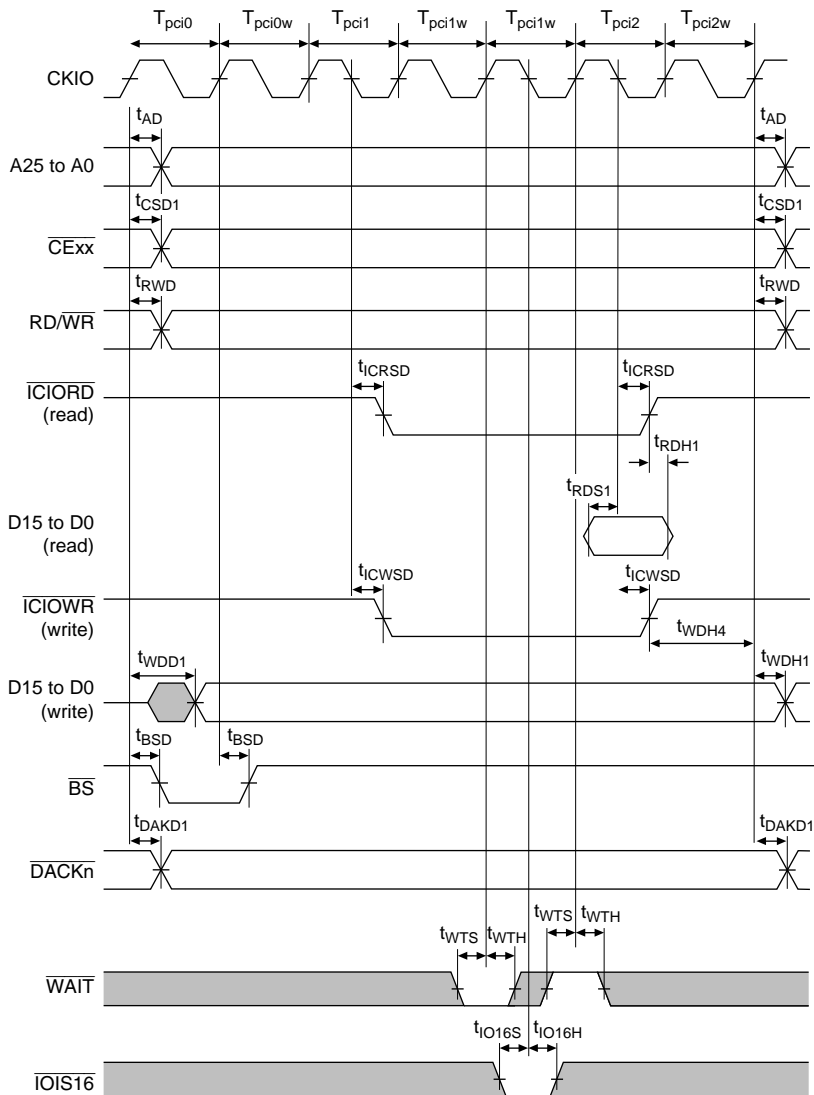 Tpci0 Tpci0w Tpci1 Tpci1w Tpci1w Tpci2 Tpci2w
CKIO
tAD tAD
A25 to A0
tCSD1 tCSD1
CExx
tRWD tRWD
RD/WR
tICRSD tICRSD
ICIORD
(read)
tRDH1
tRDS1
D15 to D0
(read)
tICWSD tICWSD
ICIOWR
(write)
tWDH4
tWDD1 tWDH1
D15 to D0
(write)
tBSD tBSD
BS
tDAKD1 tDAKD1
DACKn
tWTS tWTH tWTS tWTH
WAIT
tIO16S tIO16H
IOIS16